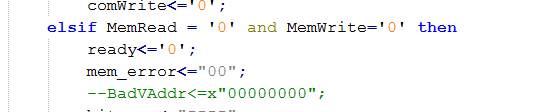 comWrite<='0';
elsif MemRead = '0' and MemWrite='0' then
ready<='0';
mem_error<="00";
--BadVAddr<=x"00000000";